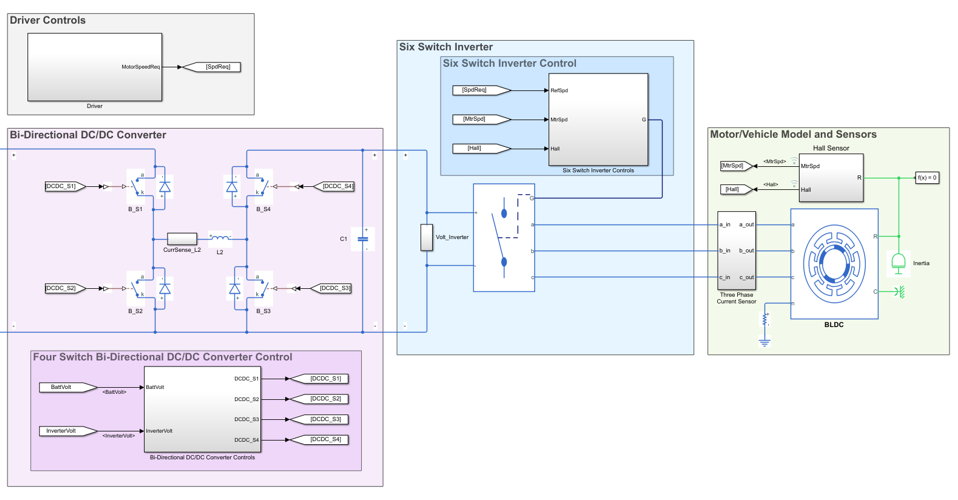 Driver Controls
MotorSpeedReq
[SpdReq]
Driver
Bi-Directional DC/DC Converter
+
+
[DCDC_S1]
a
k
B_S1
a
k
B_S4
[DCDC_S4]
CurrSense_L2
L2
C1
+
-
[DCDC_S2]
a
k
B_S2
a
k
B_S3
[DCDC_S3]
-
-
Four Switch Bi-Directional DC/DC Converter Control
BattVolt
<BattVolt>
BattVolt
InverterVolt
<InverterVolt>
InverterVolt
DCDC_S1
DCDC_S2
DCDC_S3
DCDC_S4
[DCDC_S1]
[DCDC_S2]
[DCDC_S3]
[DCDC_S4]
Bi-Directional DC/DC Converter Controls
Six Switch Inverter
Six Switch Inverter Control
[SpdReq]
RefSpd
[MtrSpd]
MtrSpd
G
[Hall]
Hall
Six Switch Inverter Controls
+
Volt_Inverter
-
G
a
b
c
Motor/Vehicle Model and Sensors
Hall Sensor
[MtrSpd]
<MtrSpd>
MtrSpd
R
f(x) = 0
[Hall]
<Hall>
Hall
a_in a_out
b_in b_out
c_in c_out
Three Phase
Current Sensor
a
b
c
n
R
C
Inertia
BLDC